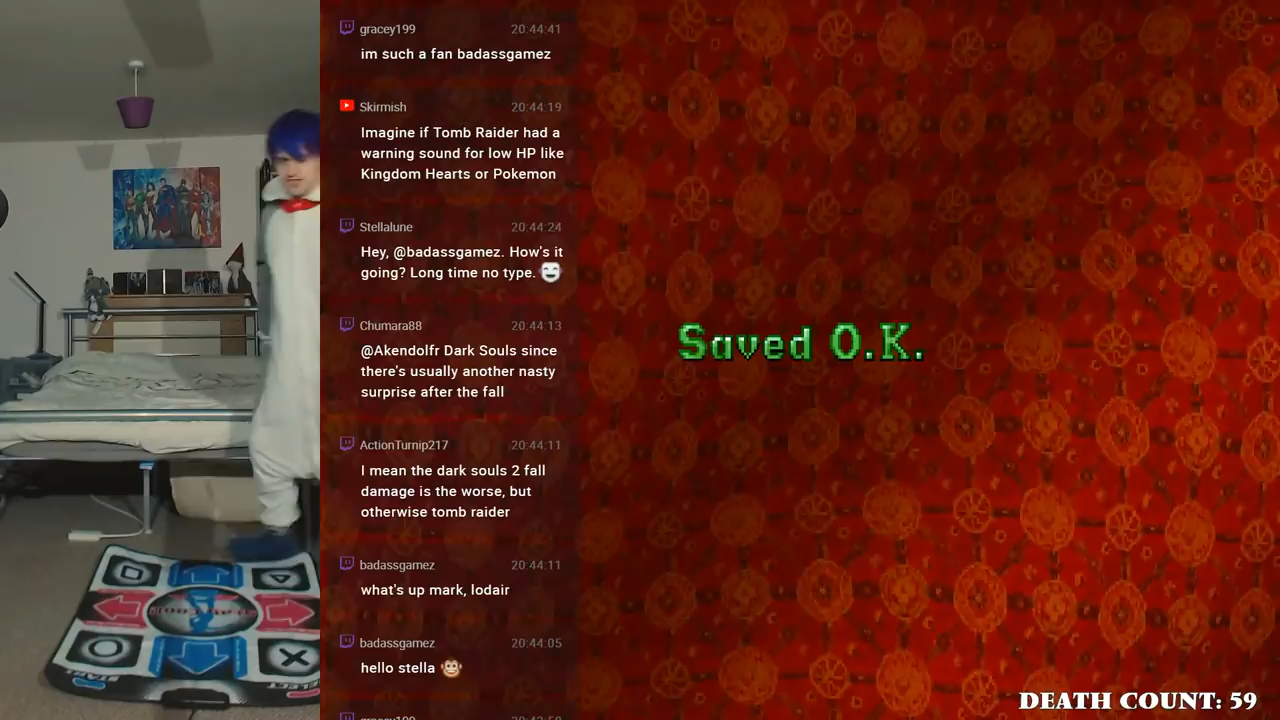 gracey199 20:44:41
im such a fan badassgamez
Skirmish 20:44:19
Imagine if Tomb Raider had a
warning sound for low HP like
Kingdom Hearts or Pokemon
Stellalune 20:44:24
Hey, @badassgamez. How's it
going? Long time no type.
Chumara88 20:44:13
@Akendolfr Dark Souls since
there's usually another nasty
surprise after the fall
ActionTurnip217 20:44:11
I mean the dark souls 2 fall
damage is the worse, but
otherwise tomb raider
badassgamez 20:44:11
what's up mark, lodair
badassgamez 20:44:05
hello stella
Saved O.K.
START
DEATH COUNT: 59